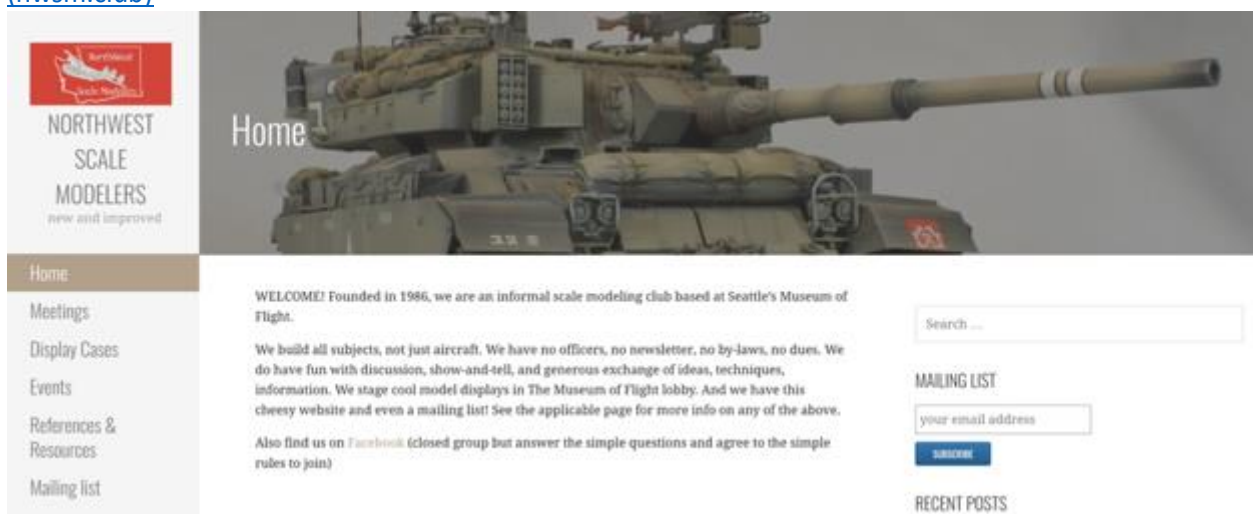 NorthWest
Scale Modelers
NORTHWEST
SCALE
MODELERS
new and improved
Home
Home
Meetings
Display Cases
Events
References &
Resources
Mailing list
WELCOME! Founded in 1986, we are an informal scale modeling club based at Seattle's Museum of
Flight.
We build all subjects, not just aircraft. We have no officers, no newsletter, no by-laws, no dues. We
do have fun with discussion, show-and-tell, and generous exchange of ideas, techniques,
information. We stage cool model displays in The Museum of Flight lobby. And we have this
cheesy website and even a mailing list! See the applicable page for more info on any of the above.
Also find us on Facebook (closed group but answer the simple questions and agree to the simple
rules to join)
Search ...
MAILING LIST
your email address
SUBSCRIBE
RECENT POSTS